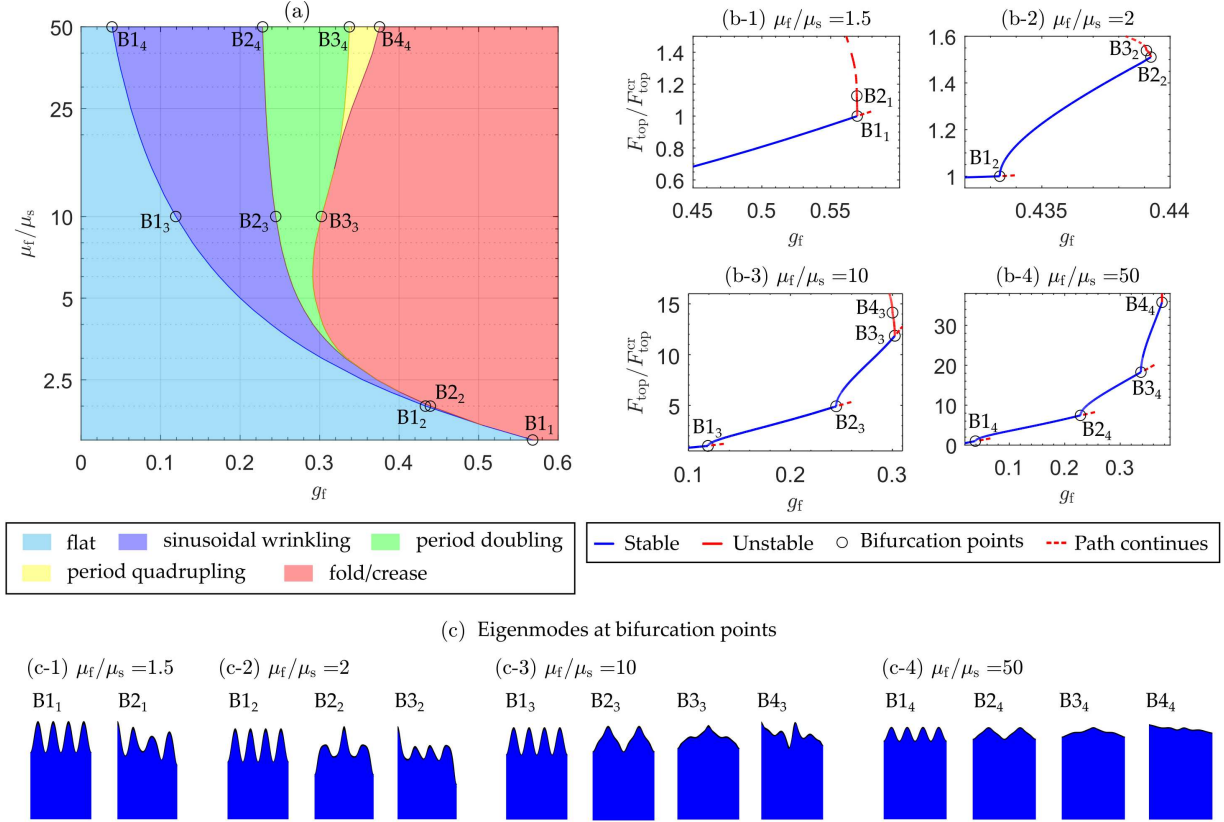 (a)
50
25
10
5
2.5
μf/μs
B1₄ B2₄ B3₄ B4₄
B1₃ B2₃ B3₃
B1₂ B2₂
B1₁
0 0.1 0.2 0.3 0.4 0.5 0.6
gf
flat sinusoidal wrinkling period doubling
period quadrupling fold/crease
(b-1) μf/μs =1.5
Ftop/Fᶜʳtop
1.4
1.2
1
0.8
0.6
B2₁
B1₁
0.45 0.5 0.55
gf
(b-2) μf/μs =2
1.6
1.4
1.2
1
B3₂
B2₂
B1₂
0.435 0.44
gf
(b-3) μf/μs =10
Ftop/Fᶜʳtop
15
10
5
B4₃
B3₃
B2₃
B1₃
0.1 0.2 0.3
gf
(b-4) μf/μs =50
30
20
10
0
B4₄
B3₄
B2₄
B1₄
0.1 0.2 0.3
gf
Stable Unstable Bifurcation points Path continues
(c) Eigenmodes at bifurcation points
(c-1) μf/μs =1.5
B1₁ B2₁
(c-2) μf/μs =2
B1₂ B2₂ B3₂
(c-3) μf/μs =10
B1₃ B2₃ B3₃ B4₃
(c-4) μf/μs =50
B1₄ B2₄ B3₄ B4₄